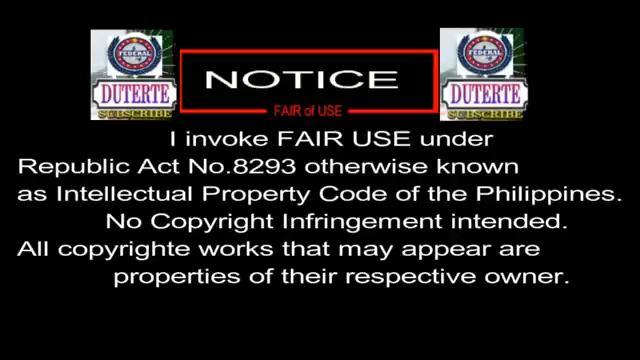 FEDERAL
DUTERTE
SUBSCRIBE
NOTICE
FAIR of USE
FEDERAL
DUTERTE
SUBSCRIBE
I invoke FAIR USE under
Republic Act No.8293 otherwise known
as Intellectual Property Code of the Philippines.
No Copyright Infringement intended.
All copyrighte works that may appear are
properties of their respective owner.